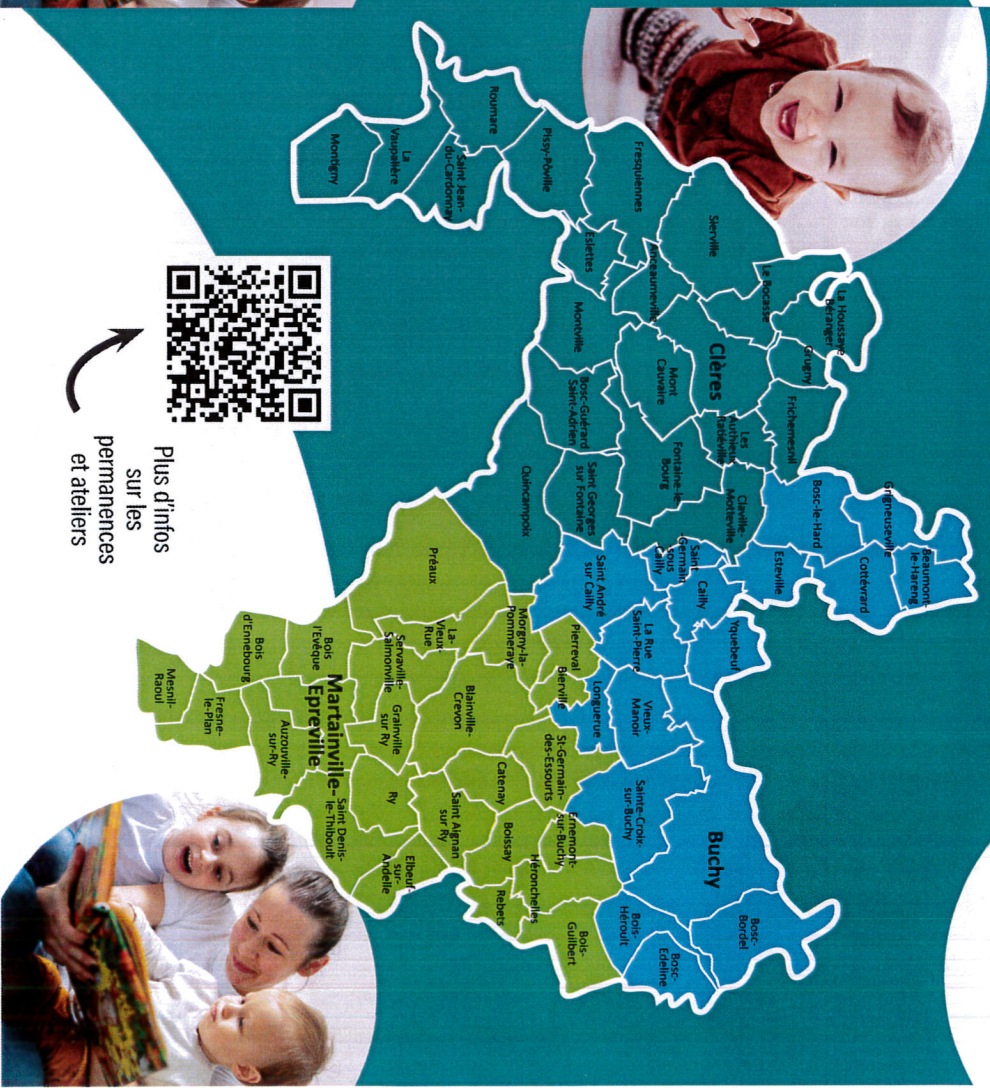 La Houssaye-
Béranger
Grugny
Frichemesnil
Le Bocasse
Sierville
Clères
Les
Authieux
Ratiéville
Claville-
Motteville
Anceaumeville
Mont
Cauvaire
Fontaine-le-
Bourg
Fresquiennes
Eslettes
Montville
Bosc-Guérard
Saint-Adrien
Saint Georges
sur Fontaine
Quincampoix
Pissy-Pôville
Roumare
Saint Jean-
du-Cardonnay
La
Vaupalière
Montigny
Beaumont-
le-Hareng
Grigneuseville
Cottévrard
Bosc-le-Hard
Esteville
Cailly
Saint
Germain
sous
Cailly
Yquebeuf
La Rue
Saint-Pierre
Saint André
sur Cailly
Vieux-
Manoir
Longuerue
Sainte-Croix-
sur-Buchy
Buchy
Bosc-
Bordel
Bois-
Héroult
Bosc-
Edeline
Pierreval
Bierville
Morgny-la-
Pommeraye
Préaux
La-
Vieux-
Rue
Servaville-
Salmonville
Blainville-
Crevon
St-Germain-
des-Essourts
Catenay
Ernemont-
sur-Buchy
Boissay
Héronchelles
Rebets
Bois-
Guilbert
Grainville
sur Ry
Saint Aignan
sur Ry
Ry
Elbeuf-
sur-
Andelle
Bois
l'Evêque
Martainville-
Epreville
Saint Denis-
le-Thiboult
Bois
d'Ennebourg
Auzouville-
sur-Ry
Fresne-
le-Plan
Mesnil-
Raoul
Plus d'infos
sur les
permanences
et ateliers